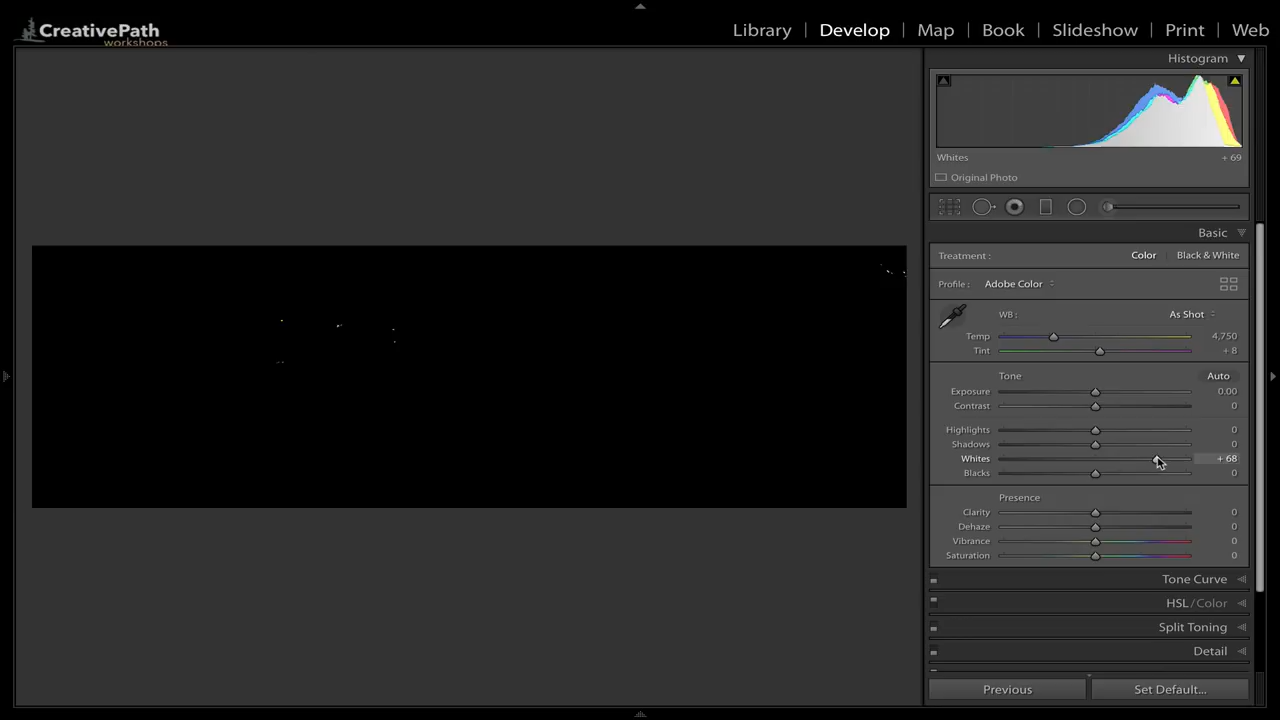 CreativePath
workshops
Library | Develop | Map | Book | Slideshow | Print | Web
Histogram
Whites + 69
Original Photo
Basic
Treatment : Color Black & White
Profile : Adobe Color
WB : As Shot
Temp 4,750
Tint + 8
Tone Auto
Exposure 0.00
Contrast 0
Highlights 0
Shadows 0
Whites + 68
Blacks 0
Presence
Clarity 0
Dehaze 0
Vibrance 0
Saturation 0
Tone Curve
HSL / Color
Split Toning
Detail
Previous Set Default...